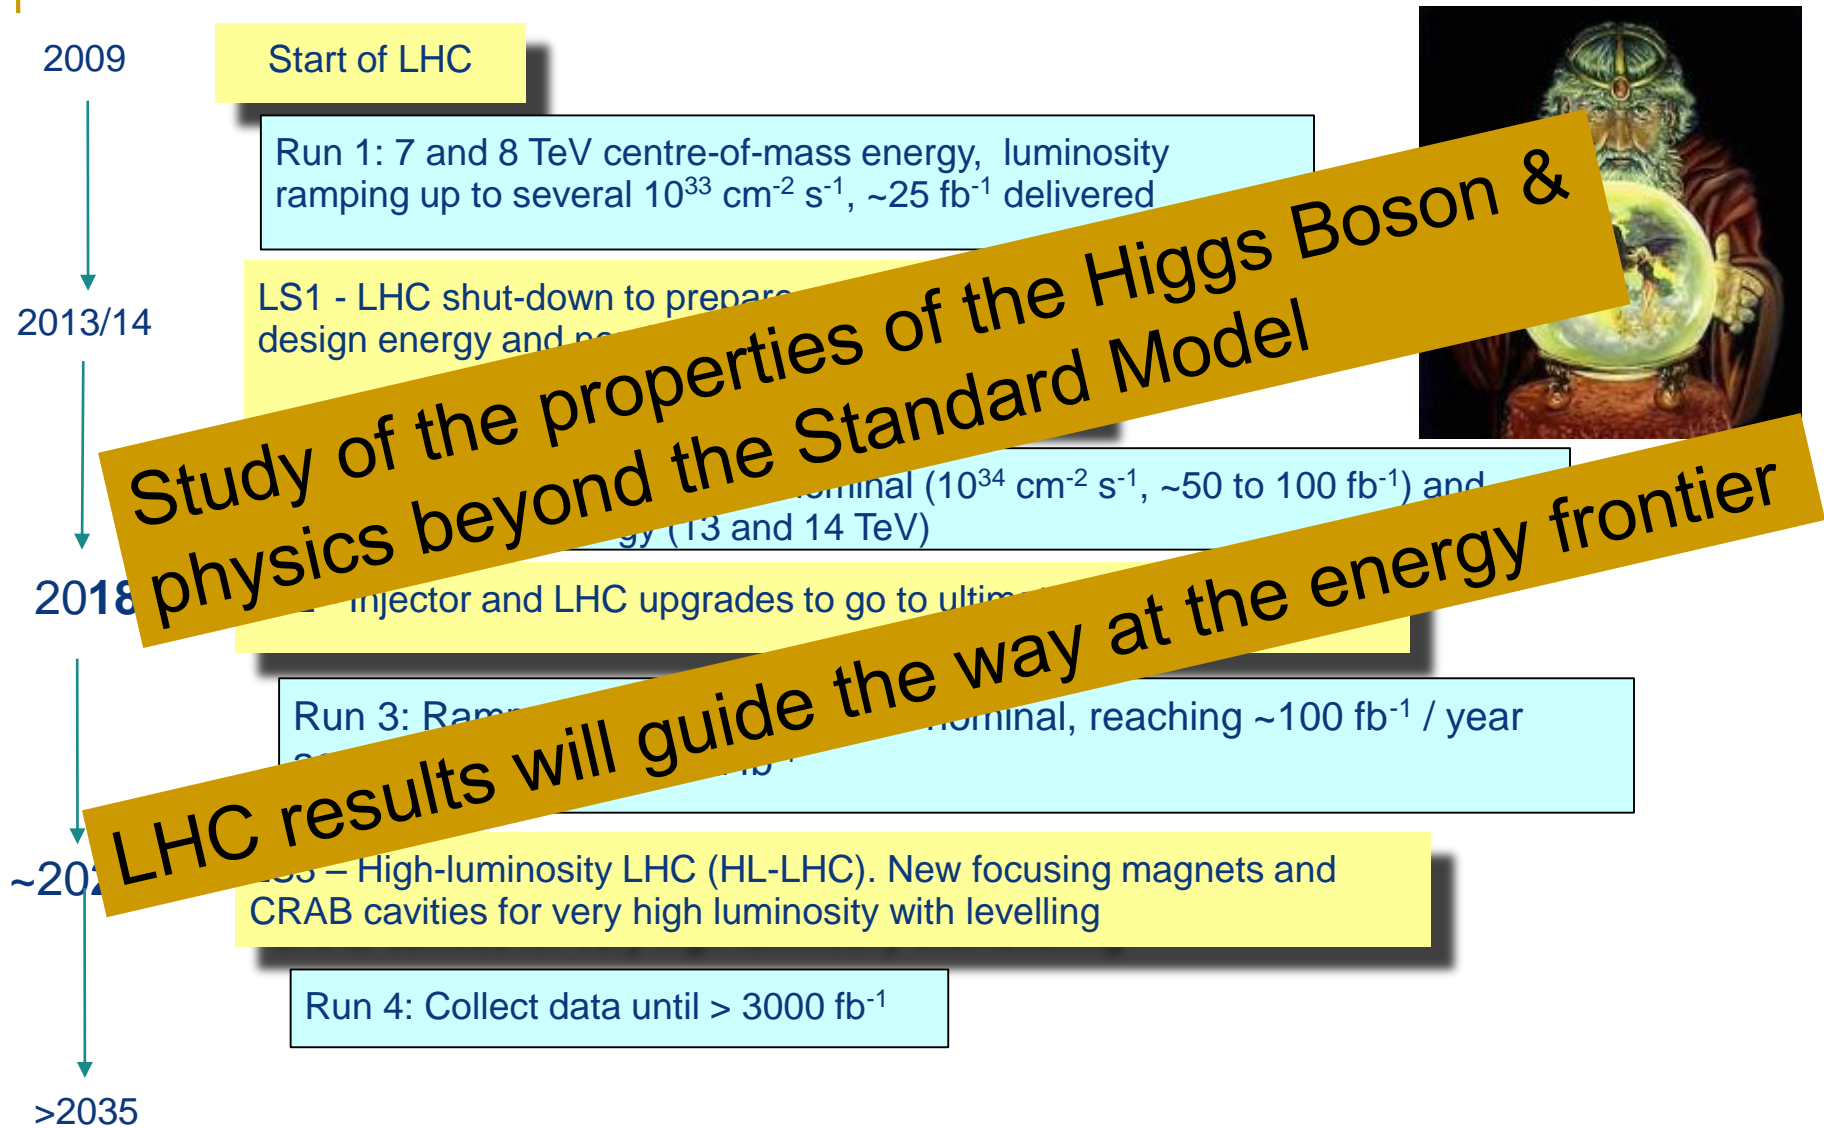 2009
Start of LHC
Run 1: 7 and 8 TeV centre-of-mass energy, luminosity
ramping up to several 10³³ cm⁻² s⁻¹, ~25 fb⁻¹ delivered
2013/14
LS1 - LHC shut-down to prepare
design energy and
Study of the properties of the Higgs Boson &
physics beyond the Standard Model
(10³⁴ cm⁻² s⁻¹, ~50 to 100 fb⁻¹) and
(13 and 14 TeV)
2018
Injector and LHC upgrades to go to
Run 3:
nominal, reaching ~100 fb⁻¹ / year
LHC results will guide the way at the energy frontier
LS3 – High-luminosity LHC (HL-LHC). New focusing magnets and
CRAB cavities for very high luminosity with levelling
Run 4: Collect data until > 3000 fb⁻¹
>2035